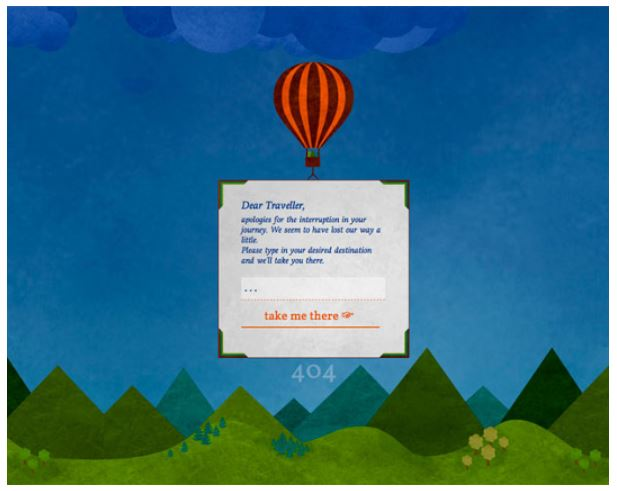 Dear Traveller,
apologies for the interruption in your
journey. We seem to have lost our way a
little.
Please type in your desired destination
and we'll take you there.
...
take me there ☞
404